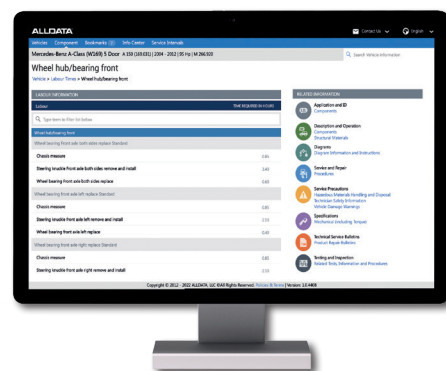 ALLDATA
Contact Us
English
Vehicles Component Bookmarks Info Center Service Intervals
Mercedes-Benz A-Class (W169) 5 Door A 150 (169.031) | 2004 - 2012 | 95 Hp | M 266.920
Search Vehicle Information
Wheel hub/bearing front
Vehicle » Labour Times » Wheel hub/bearing front
LABOUR INFORMATION
Labour TIME REQUIRED IN HOURS
Type item to filter list below
Wheel hub/bearing front
Wheel bearing front axle both sides replace Standard
Chassis measure 0.80
Steering knuckle front axle both sides remove and install 3.40
Wheel bearing front axle both sides replace 0.60
Wheel bearing front axle left replace Standard
Chassis measure 0.80
Steering knuckle front axle left remove and install 2.10
Wheel bearing front axle left replace 0.40
Wheel bearing front axle right replace Standard
Chassis measure 0.80
Steering knuckle front axle right remove and install 2.10
RELATED INFORMATION
Application and ID
Components
Description and Operation
Components
Structural Materials
Diagrams
Diagram Information and Instructions
Service and Repair
Procedures
Service Precautions
Hazardous Materials Handling and Disposal
Technician Safety Information
Vehicle Damage Warnings
Specifications
Mechanical (including Torque)
Technical Service Bulletins
Product Repair Bulletins
Testing and Inspection
Related Tests, Information and Procedures
Copyright © 2012 - 2022 ALLDATA, LLC ®All Rights Reserved. Policies & Terms | Version: 1.0.4409